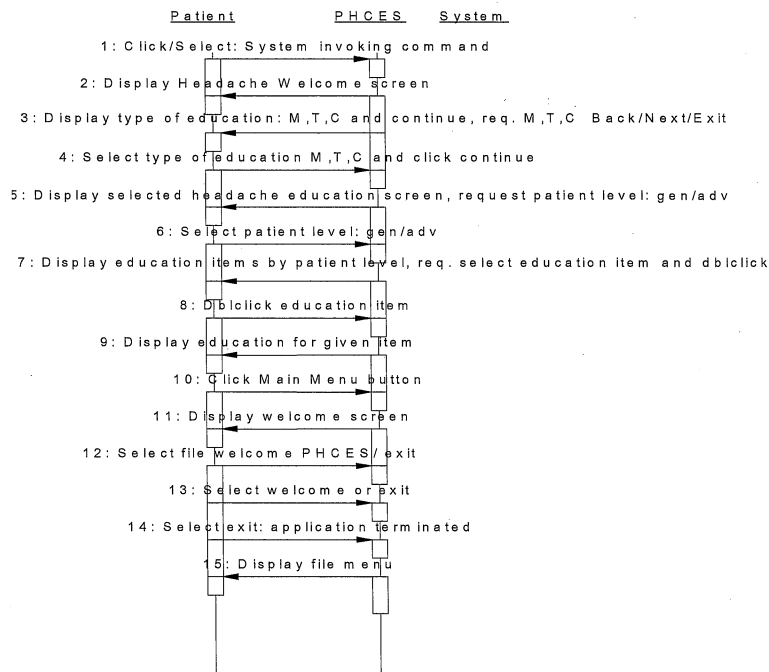 Patient PHCES System
1: Click/Select: System invoking command
2: Display Headache Welcome screen
3: Display type of education: M,T,C and continue, req. M,T,C Back/Next/Exit
4: Select type of education M,T,C and click continue
5: Display selected headache education screen, request patient level: gen/adv
6: Select patient level: gen/adv
7: Display education items by patient level, req. select education item and dblclick
8: Dblclick education item
9: Display education for given item
10: Click Main Menu button
11: Display welcome screen
12: Select file welcome PHCES/exit
13: Select welcome or exit
14: Select exit: application terminated
15: Display file menu